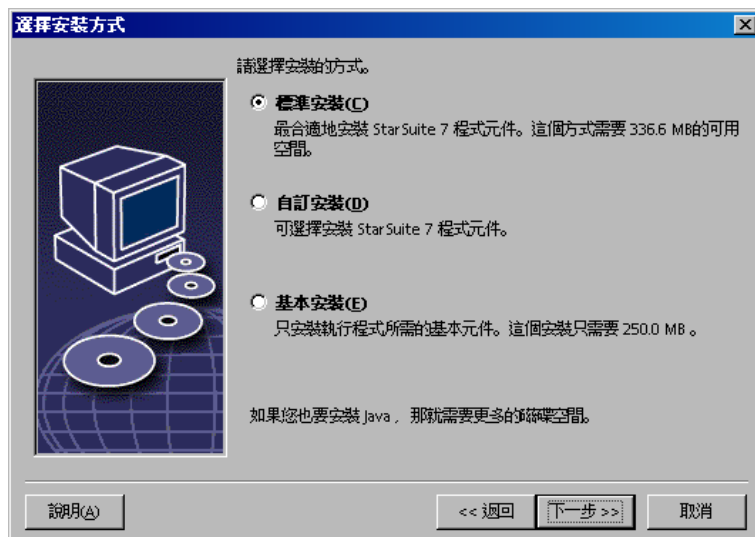 選擇安裝方式
請選擇安裝的方式。
標準安裝(C)
最合適地安裝 StarSuite 7 程式元件。這個方式需要 336.6 MB的可用
空間。
自訂安裝(D)
可選擇安裝 StarSuite 7 程式元件。
基本安裝(E)
只安裝執行程式所需的基本元件。這個安裝只需要 250.0 MB 。
如果您也要安裝 Java , 那就需要更多的磁碟空間。
說明(A)
<< 返回
下一步 >>
取消